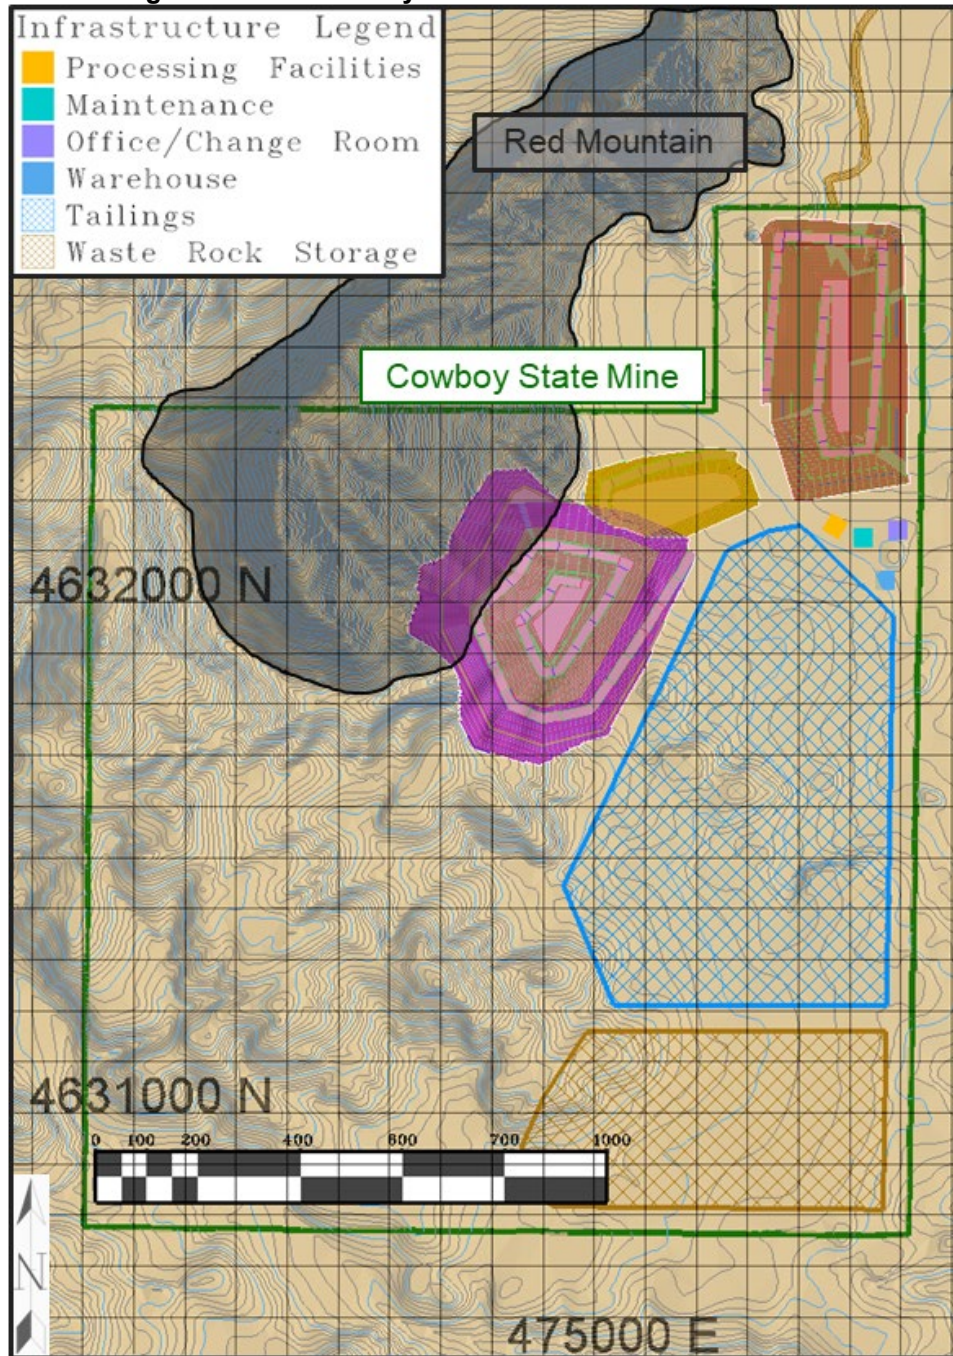 Infrastructure Legend
Processing Facilities
Maintenance
Office/Change Room
Warehouse
Tailings
Waste Rock Storage
Red Mountain
Cowboy State Mine
4632000 N
4631000 N
0 100 200 400 600 700 1000
N
475000 E